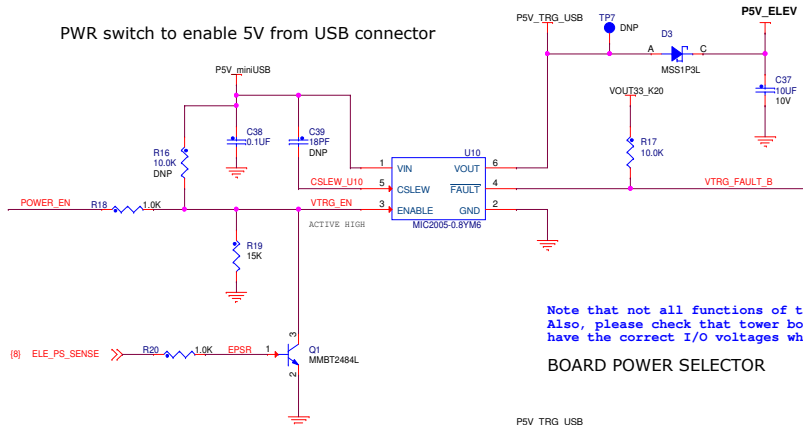 PWR switch to enable 5V from USB connector
P5V_TRG_USB
TP7
DNP
P5V_ELEV
D3
A
C
MSS1P3L
C37
10UF
10V
P5V_miniUSB
VOUT33_K20
R16
10.0K
DNP
C38
0.1UF
C39
18PF
DNP
R17
10.0K
U10
1
VIN
VOUT
6
CSLEW_U10
5
CSLEW
FAULT
4
VTRG_FAULT_B
POWER_EN
R18
1.0K
VTRG_EN
3
ENABLE
GND
2
ACTIVE HIGH
MIC2005-0.8YM6
R19
15K
3
{8}
ELE_PS_SENSE
R20
1.0K
EPSR
1
Q1
MMBT2484L
2
Note that not all functions of t
Also, please check that tower bo
have the correct I/O voltages wh
BOARD POWER SELECTOR
P5V_TRG_USB